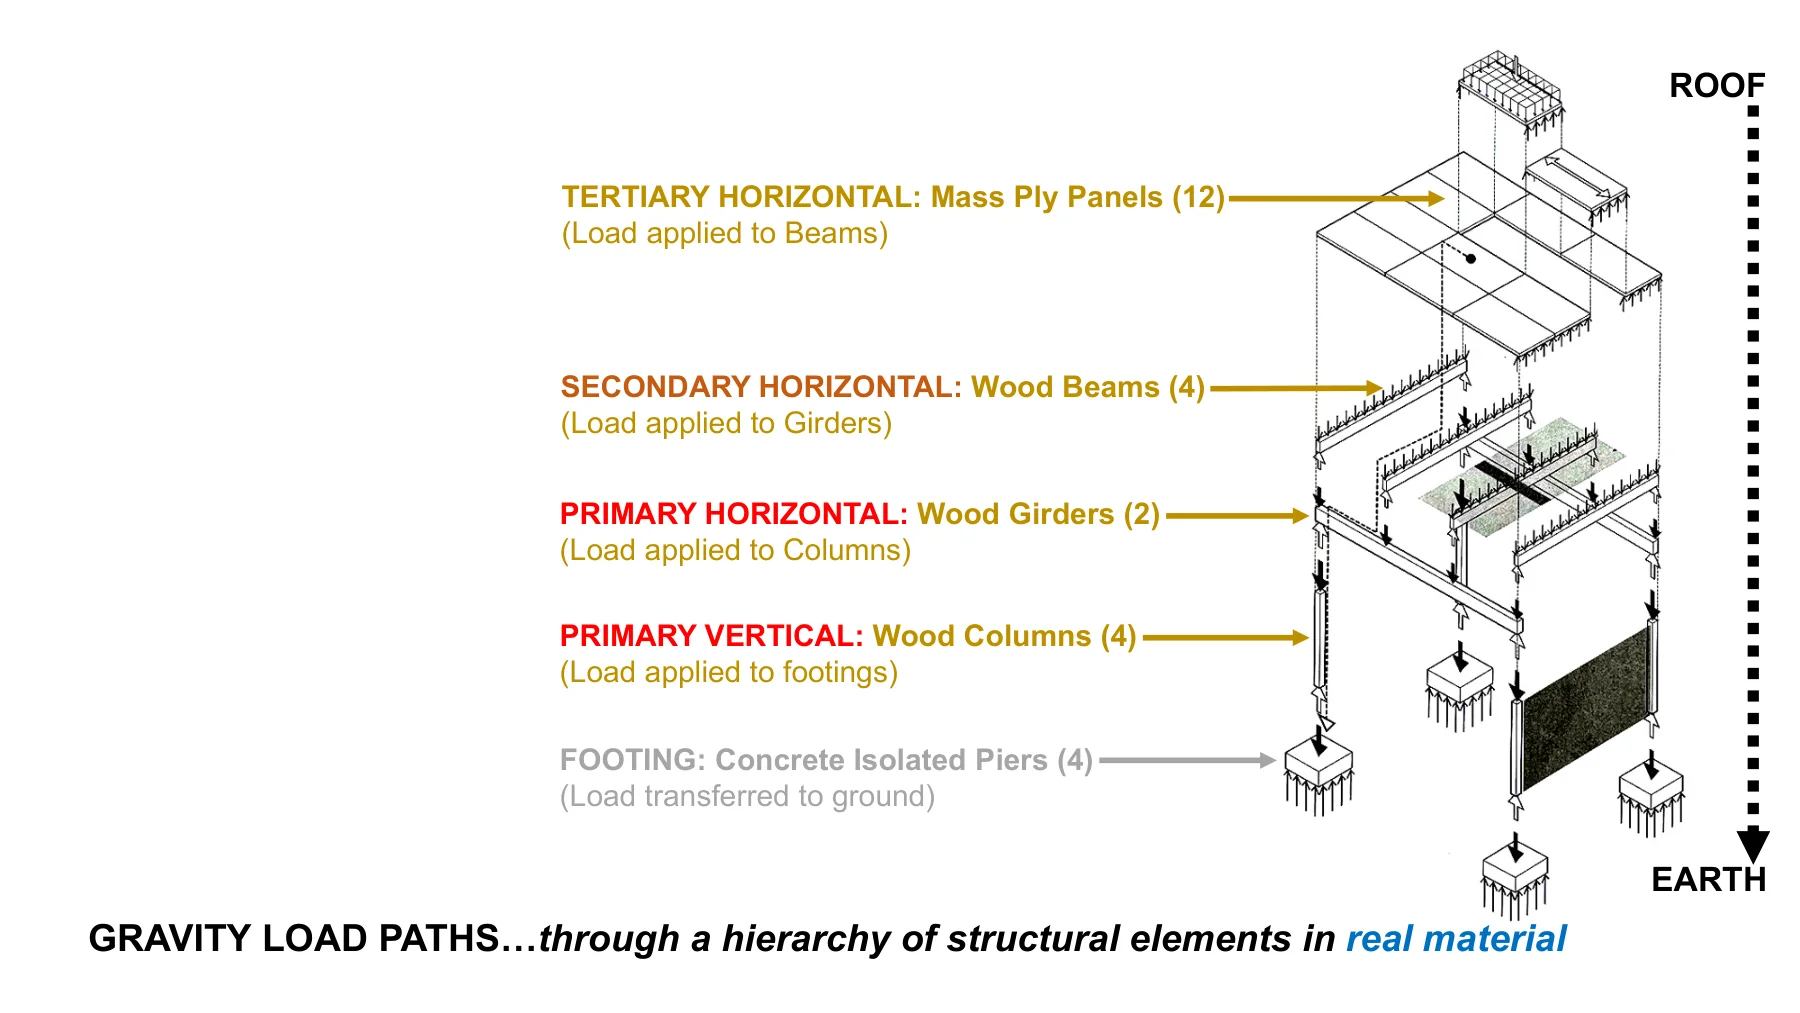 ROOF
TERTIARY HORIZONTAL: Mass Ply Panels (12)
(Load applied to Beams)
SECONDARY HORIZONTAL: Wood Beams (4)
(Load applied to Girders)
PRIMARY HORIZONTAL: Wood Girders (2)
(Load applied to Columns)
PRIMARY VERTICAL: Wood Columns (4)
(Load applied to footings)
FOOTING: Concrete Isolated Piers (4)
(Load transferred to ground)
EARTH
GRAVITY LOAD PATHS…through a hierarchy of structural elements in real material